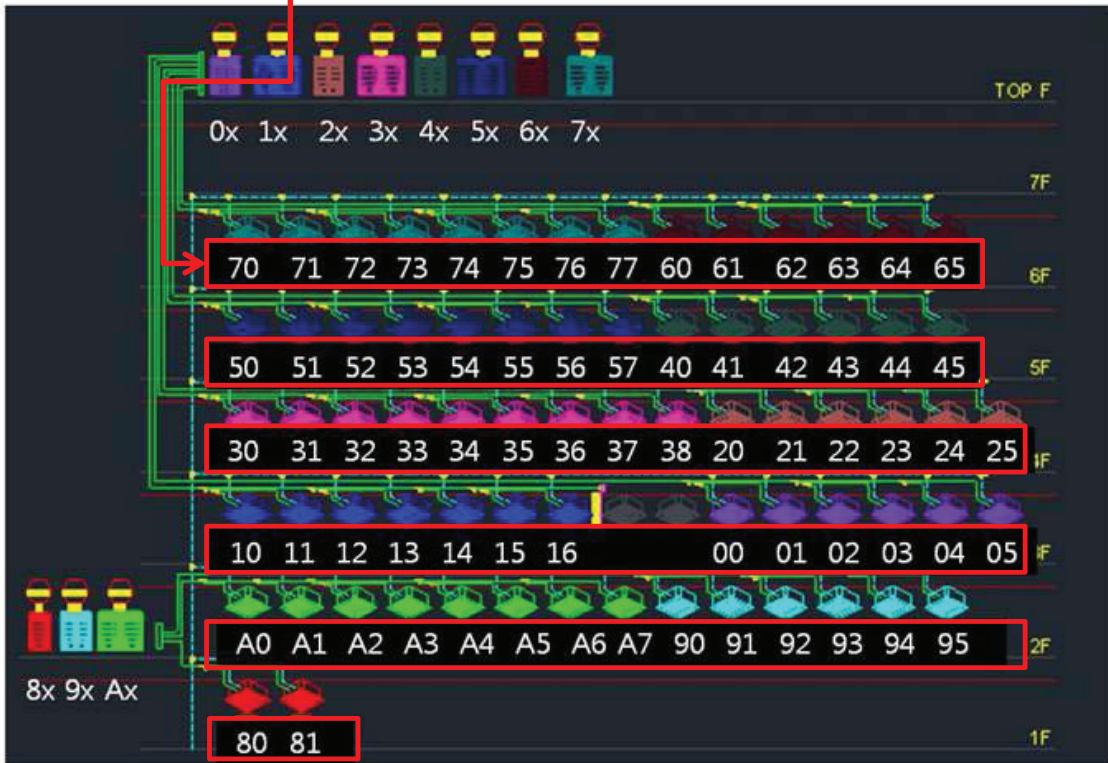 TOP F
0x 1x 2x 3x 4x 5x 6x 7x
7F
70 71 72 73 74 75 76 77 60 61 62 63 64 65
6F
50 51 52 53 54 55 56 57 40 41 42 43 44 45
5F
30 31 32 33 34 35 36 37 38 20 21 22 23 24 25
4F
10 11 12 13 14 15 16 00 01 02 03 04 05
A0 A1 A2 A3 A4 A5 A6 A7 90 91 92 93 94 95
2F
8x 9x Ax
80 81
1F